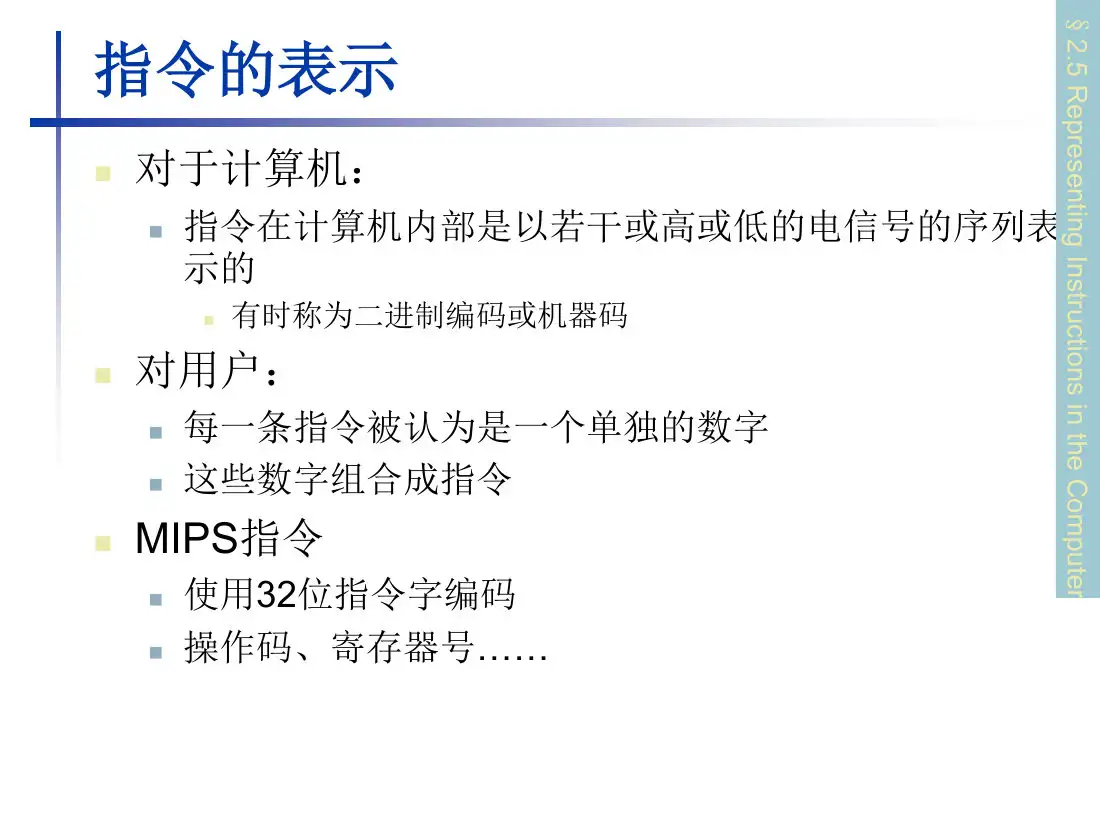 指令的表示
对于计算机：
指令在计算机内部是以若干或高或低的电信号的序列表
示的
有时称为二进制编码或机器码
对用户：
每一条指令被认为是一个单独的数字
这些数字组合成指令
MIPS指令
使用32位指令字编码
操作码、寄存器号……
§ 2.5 Representing Instructions in the Computer